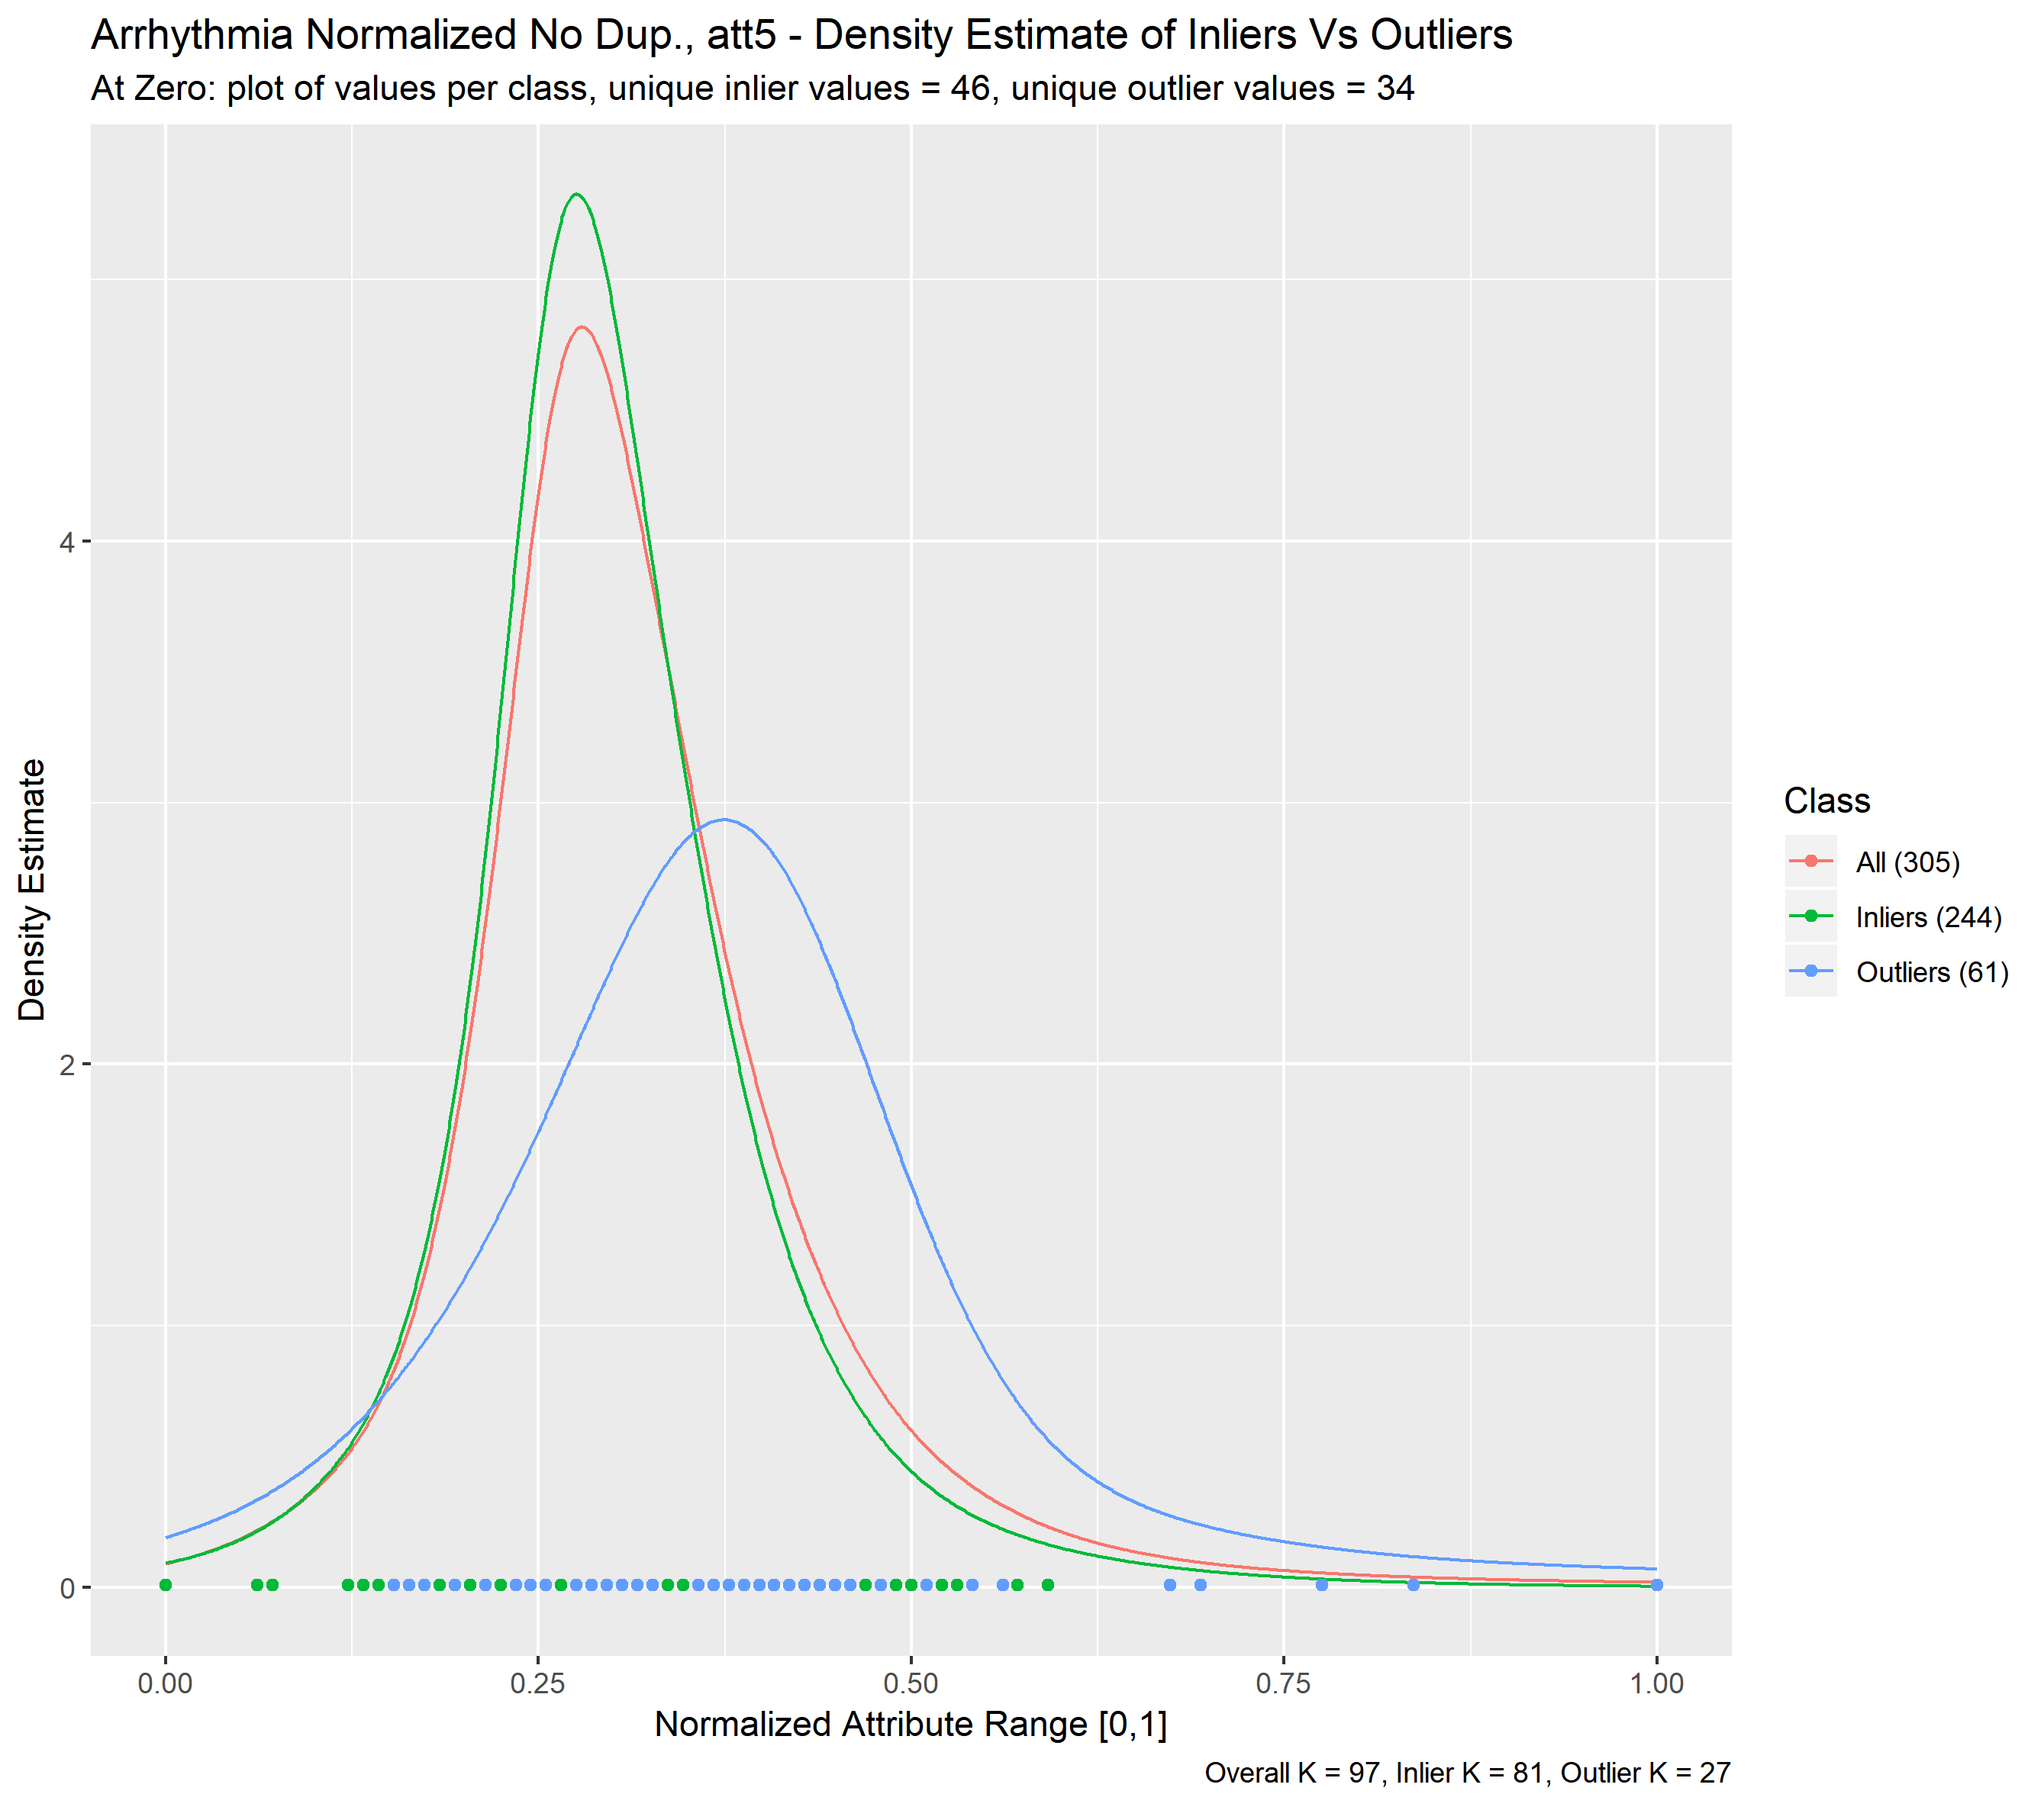 Arrhythmia Normalized No Dup., att5 - Density Estimate of Inliers Vs Outliers
At Zero: plot of values per class, unique inlier values = 46, unique outlier values = 34
Density Estimate
4
2
0
0.00 0.25 0.50 0.75 1.00
Normalized Attribute Range [0,1]
Class
All (305)
Inliers (244)
Outliers (61)
Overall K = 97, Inlier K = 81, Outlier K = 27